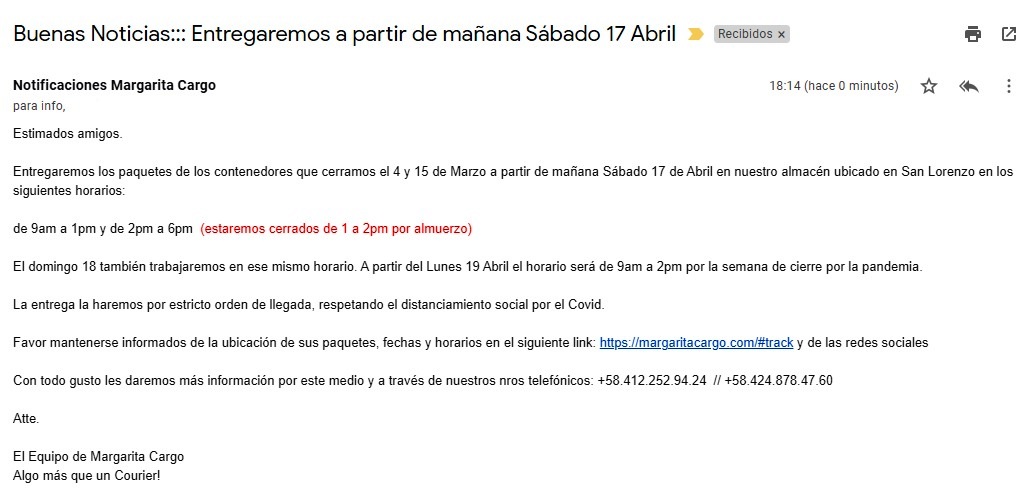 Buenas Noticias::: Entregaremos a partir de mañana Sábado 17 Abril Recibidos x
Notificaciones Margarita Cargo 18:14 (hace 0 minutos)
para info,
Estimados amigos.
Entregaremos los paquetes de los contenedores que cerramos el 4 y 15 de Marzo a partir de mañana Sábado 17 de Abril en nuestro almacén ubicado en San Lorenzo en los
siguientes horarios:
de 9am a 1pm y de 2pm a 6pm (estaremos cerrados de 1 a 2pm por almuerzo)
El domingo 18 también trabajaremos en ese mismo horario. A partir del Lunes 19 Abril el horario será de 9am a 2pm por la semana de cierre por la pandemia.
La entrega la haremos por estricto orden de llegada, respetando el distanciamiento social por el Covid.
Favor mantenerse informados de la ubicación de sus paquetes, fechas y horarios en el siguiente link: https://margaritacargo.com/#track y de las redes sociales
Con todo gusto les daremos más información por este medio y a través de nuestros nros telefónicos: +58.412.252.94.24 // +58.424.878.47.60
Atte.
El Equipo de Margarita Cargo
Algo más que un Courier!